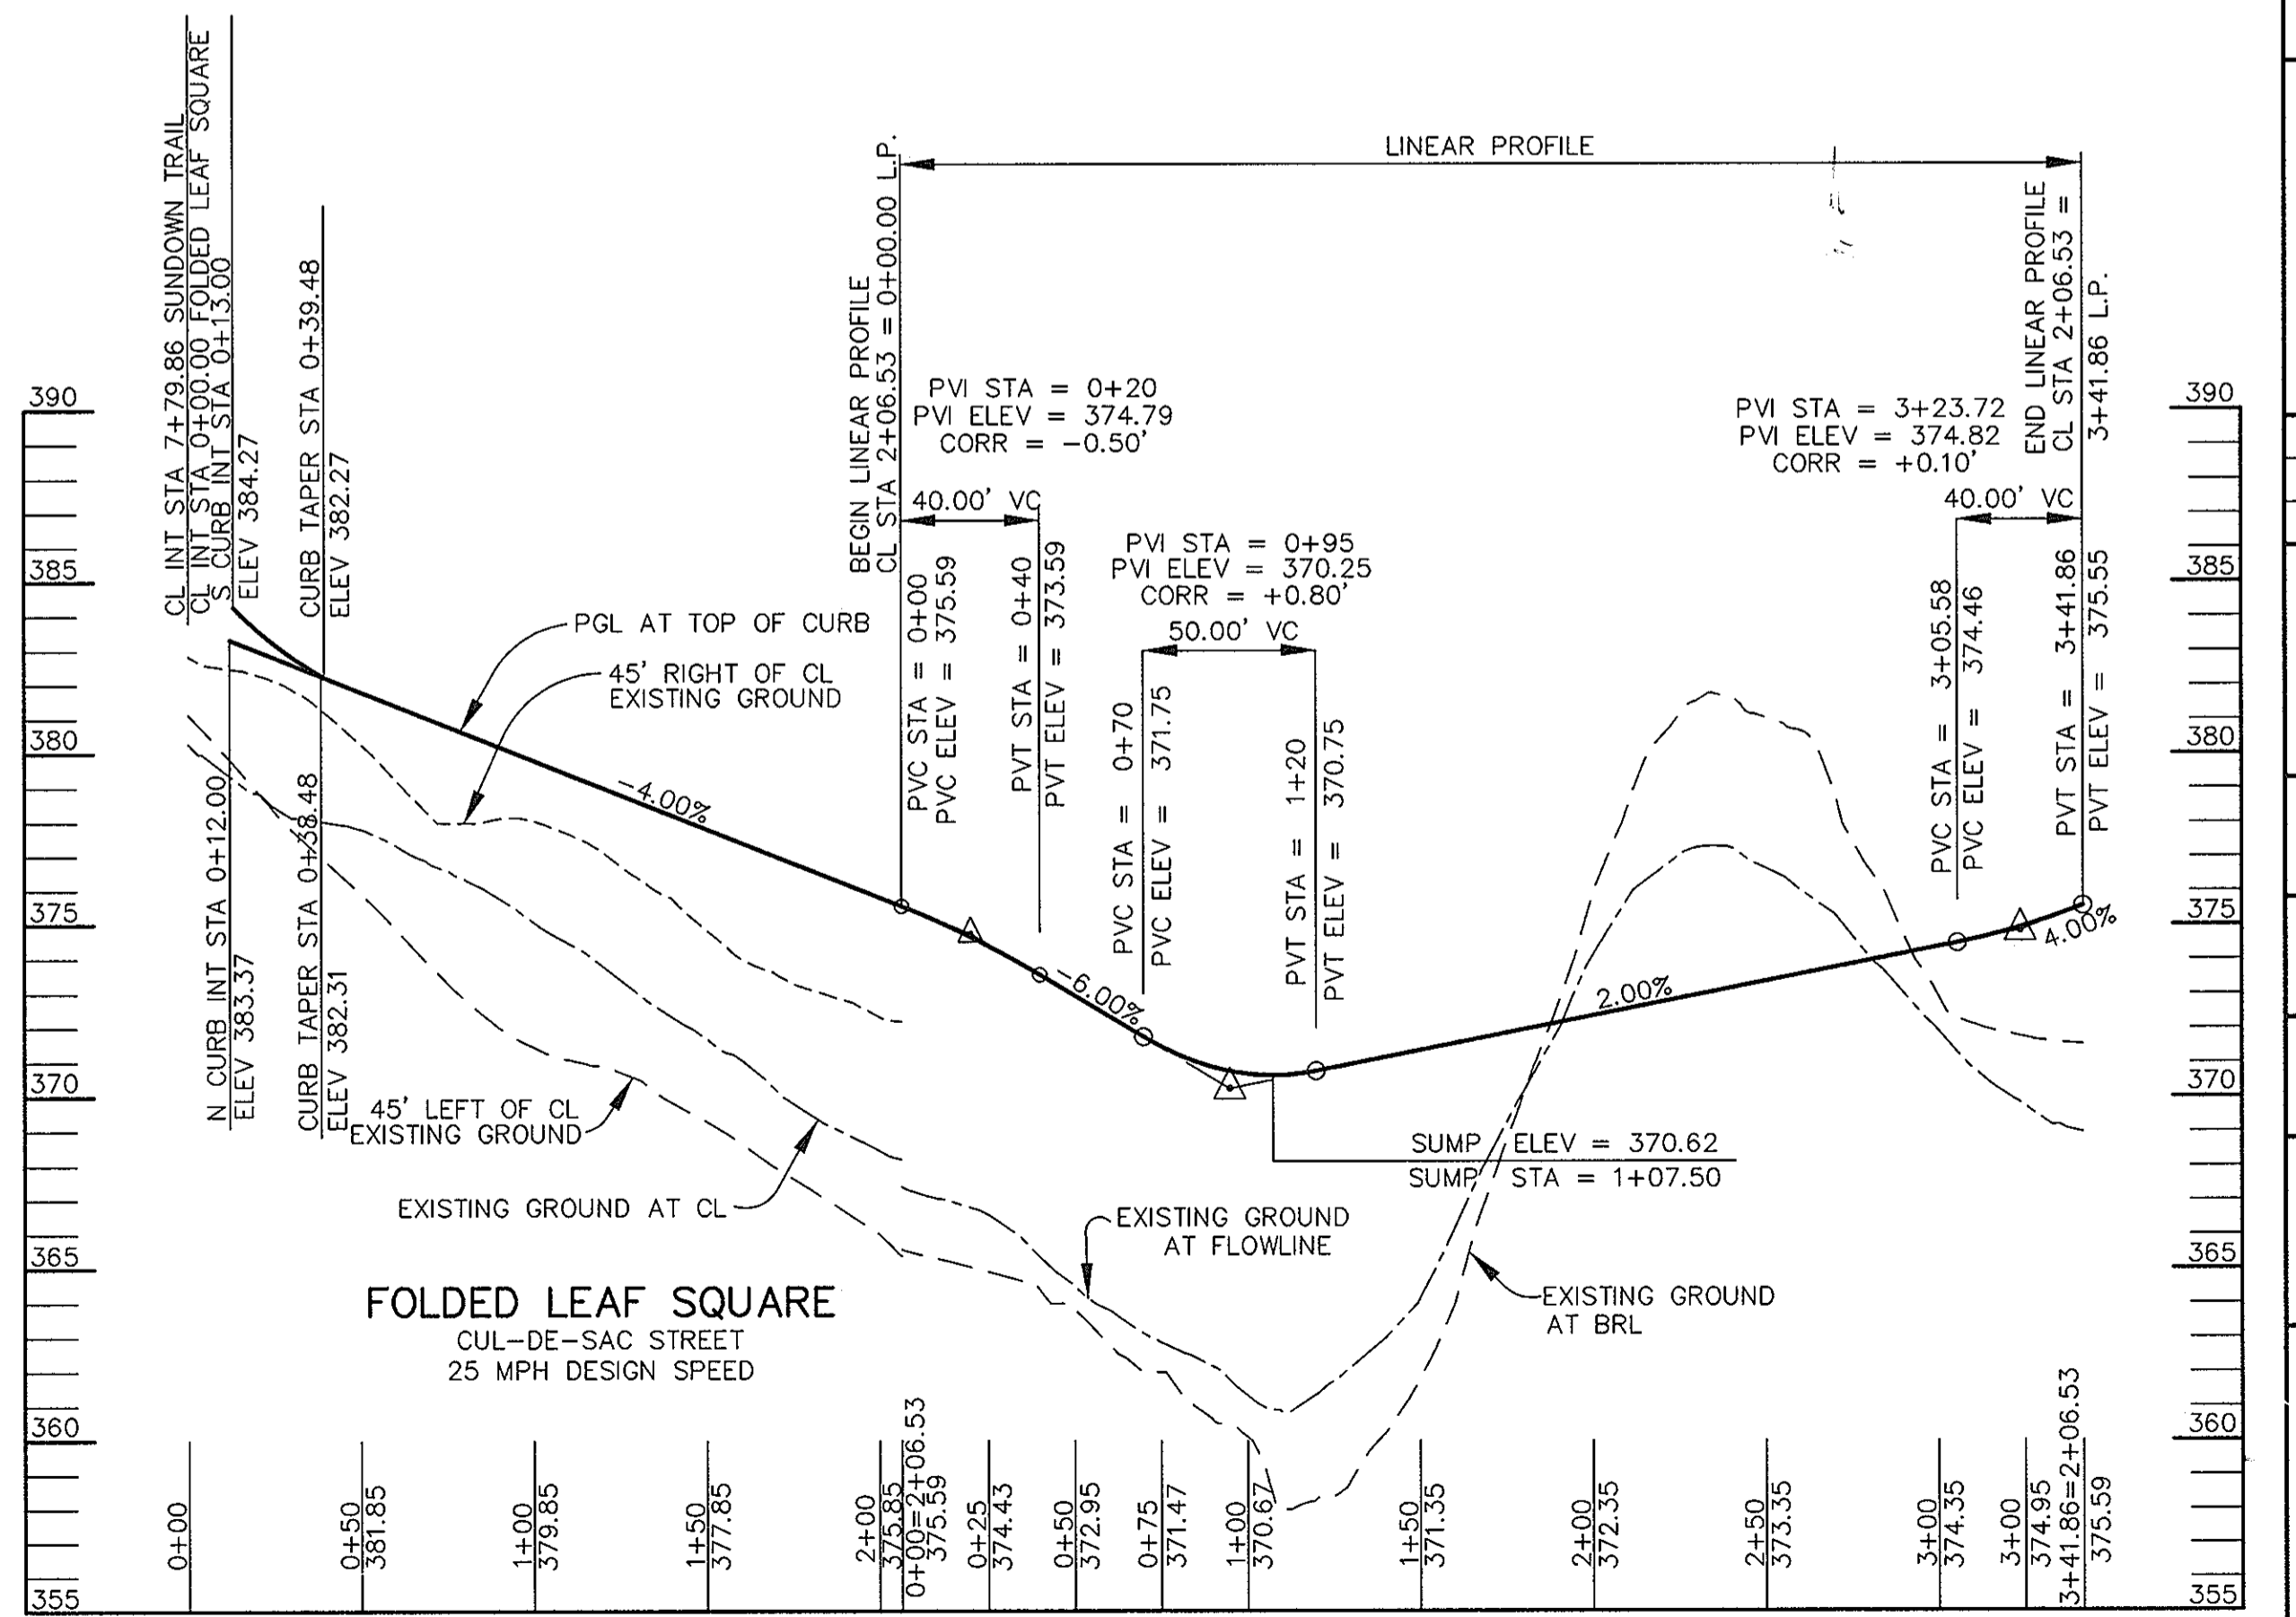 CL INT STA 7+79.86 SUNDOWN TRAIL
CL INT STA 0+00.00 FOLDED LEAF SQUARE
S CURB INT STA 0+13.00
ELEV 384.27
CURB TAPER STA 0+39.48
ELEV 382.27
N CURB INT STA 0+12.00
ELEV 383.37
CURB TAPER STA 0+38.48
ELEV 382.31
PGL AT TOP OF CURB
45' RIGHT OF CL
EXISTING GROUND
-4.00%
45' LEFT OF CL
EXISTING GROUND
EXISTING GROUND AT CL
BEGIN LINEAR PROFILE
CL STA 2+06.53 = 0+00.00 L.P.
LINEAR PROFILE
END LINEAR PROFILE
CL STA 2+06.53 =
3+41.86 L.P.
PVI STA = 0+20
PVI ELEV = 374.79
CORR = -0.50'
40.00' VC
PVC STA = 0+00
PVC ELEV = 375.59
PVT STA = 0+40
PVT ELEV = 373.59
-6.00%
PVI STA = 0+95
PVI ELEV = 370.25
CORR = +0.80'
50.00' VC
PVC STA = 0+70
PVC ELEV = 371.75
PVT STA = 1+20
PVT ELEV = 370.75
SUMP ELEV = 370.62
SUMP STA = 1+07.50
2.00%
PVI STA = 3+23.72
PVI ELEV = 374.82
CORR = +0.10'
40.00' VC
PVC STA = 3+05.58
PVC ELEV = 374.46
PVT STA = 3+41.86
PVT ELEV = 375.55
4.00%
EXISTING GROUND
AT FLOWLINE
EXISTING GROUND
AT BRL
FOLDED LEAF SQUARE
CUL-DE-SAC STREET
25 MPH DESIGN SPEED
390
385
380
375
370
365
360
355
390
385
380
375
370
365
360
355
0+00
0+50
381.85
1+00
379.85
1+50
377.85
2+00
375.85
0+00=2+06.53
375.59
0+25
374.43
0+50
372.95
0+75
371.47
1+00
370.67
1+50
371.35
2+00
372.35
2+50
373.35
3+00
374.35
3+00
374.95
3+41.86=2+06.53
375.59